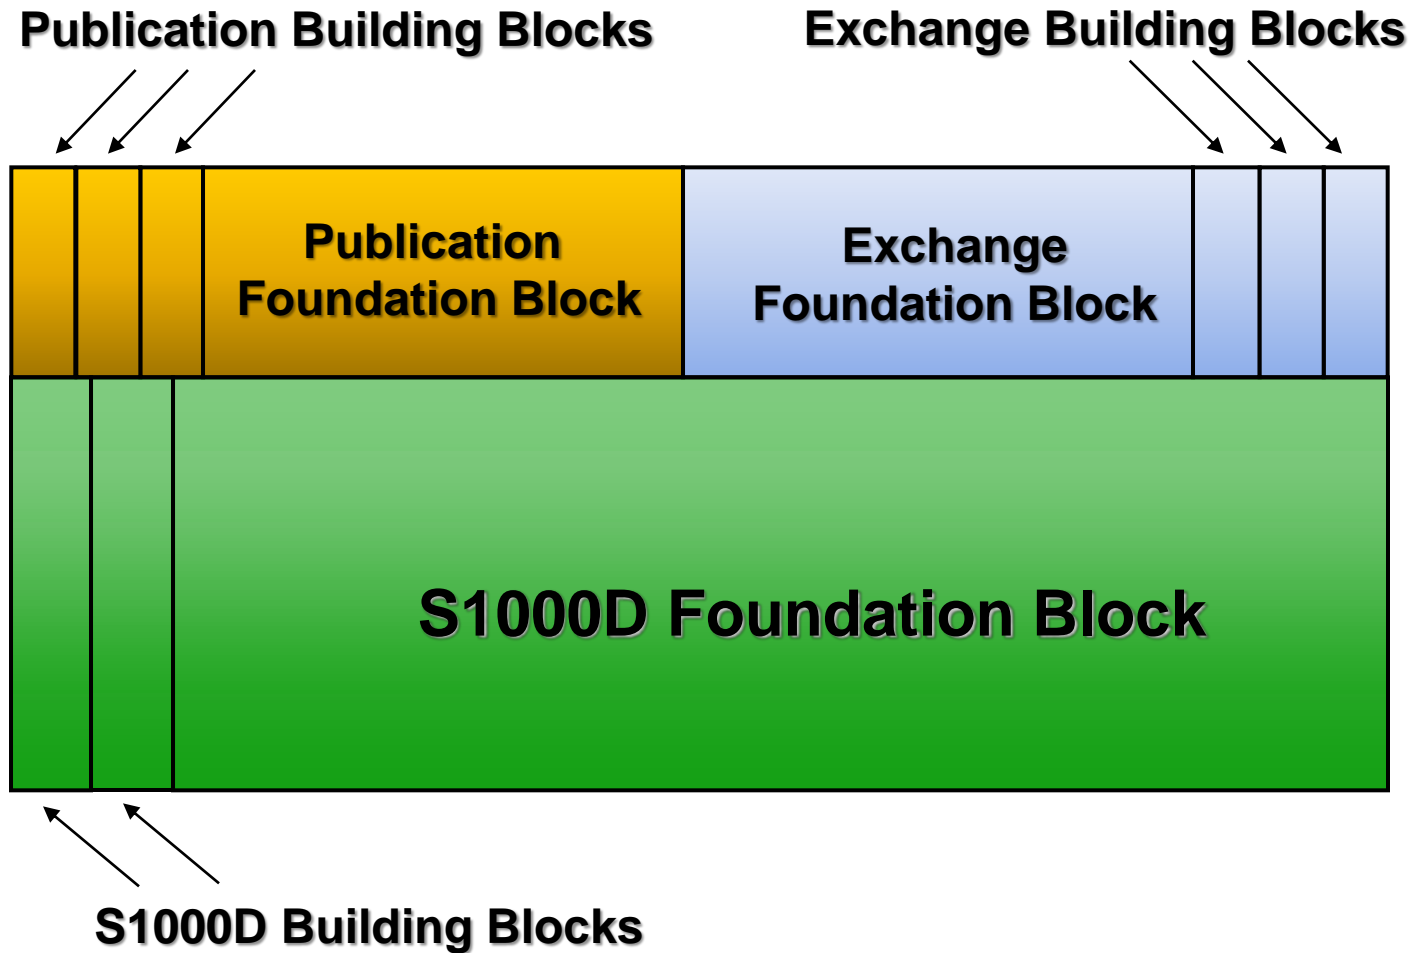 Publication Building Blocks
Exchange Building Blocks
Publication
Foundation Block
Exchange
Foundation Block
S1000D Foundation Block
S1000D Building Blocks